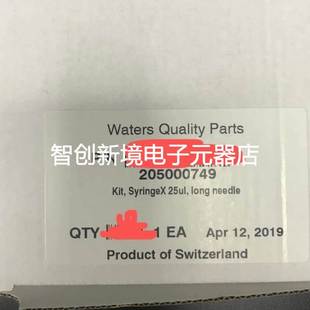 Waters Quality Parts
智创新境电子元器店
205000749
Kit, SyringeX 25ul, long needle
QTY 1 EA Apr 12, 2019
Product of Switzerland